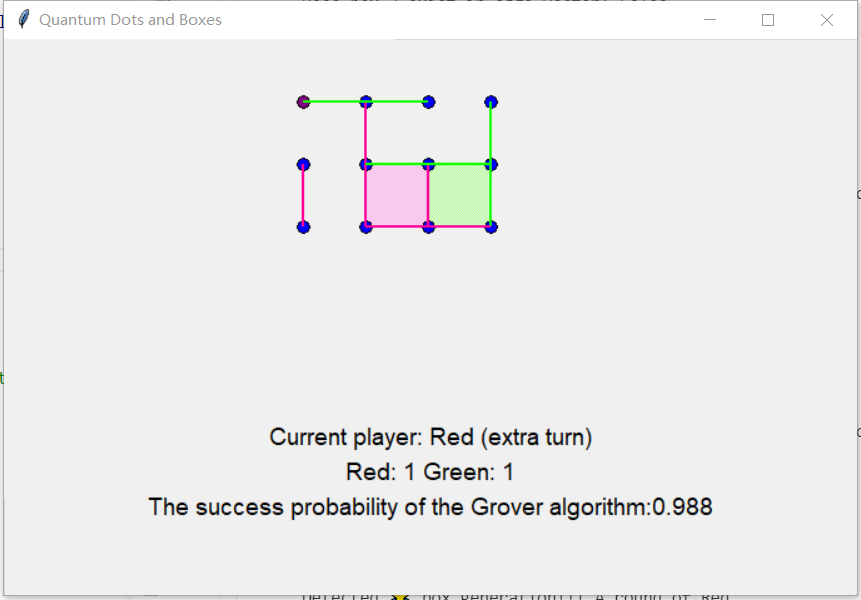 Quantum Dots and Boxes
Current player: Red (extra turn)
Red: 1 Green: 1
The success probability of the Grover algorithm:0.988